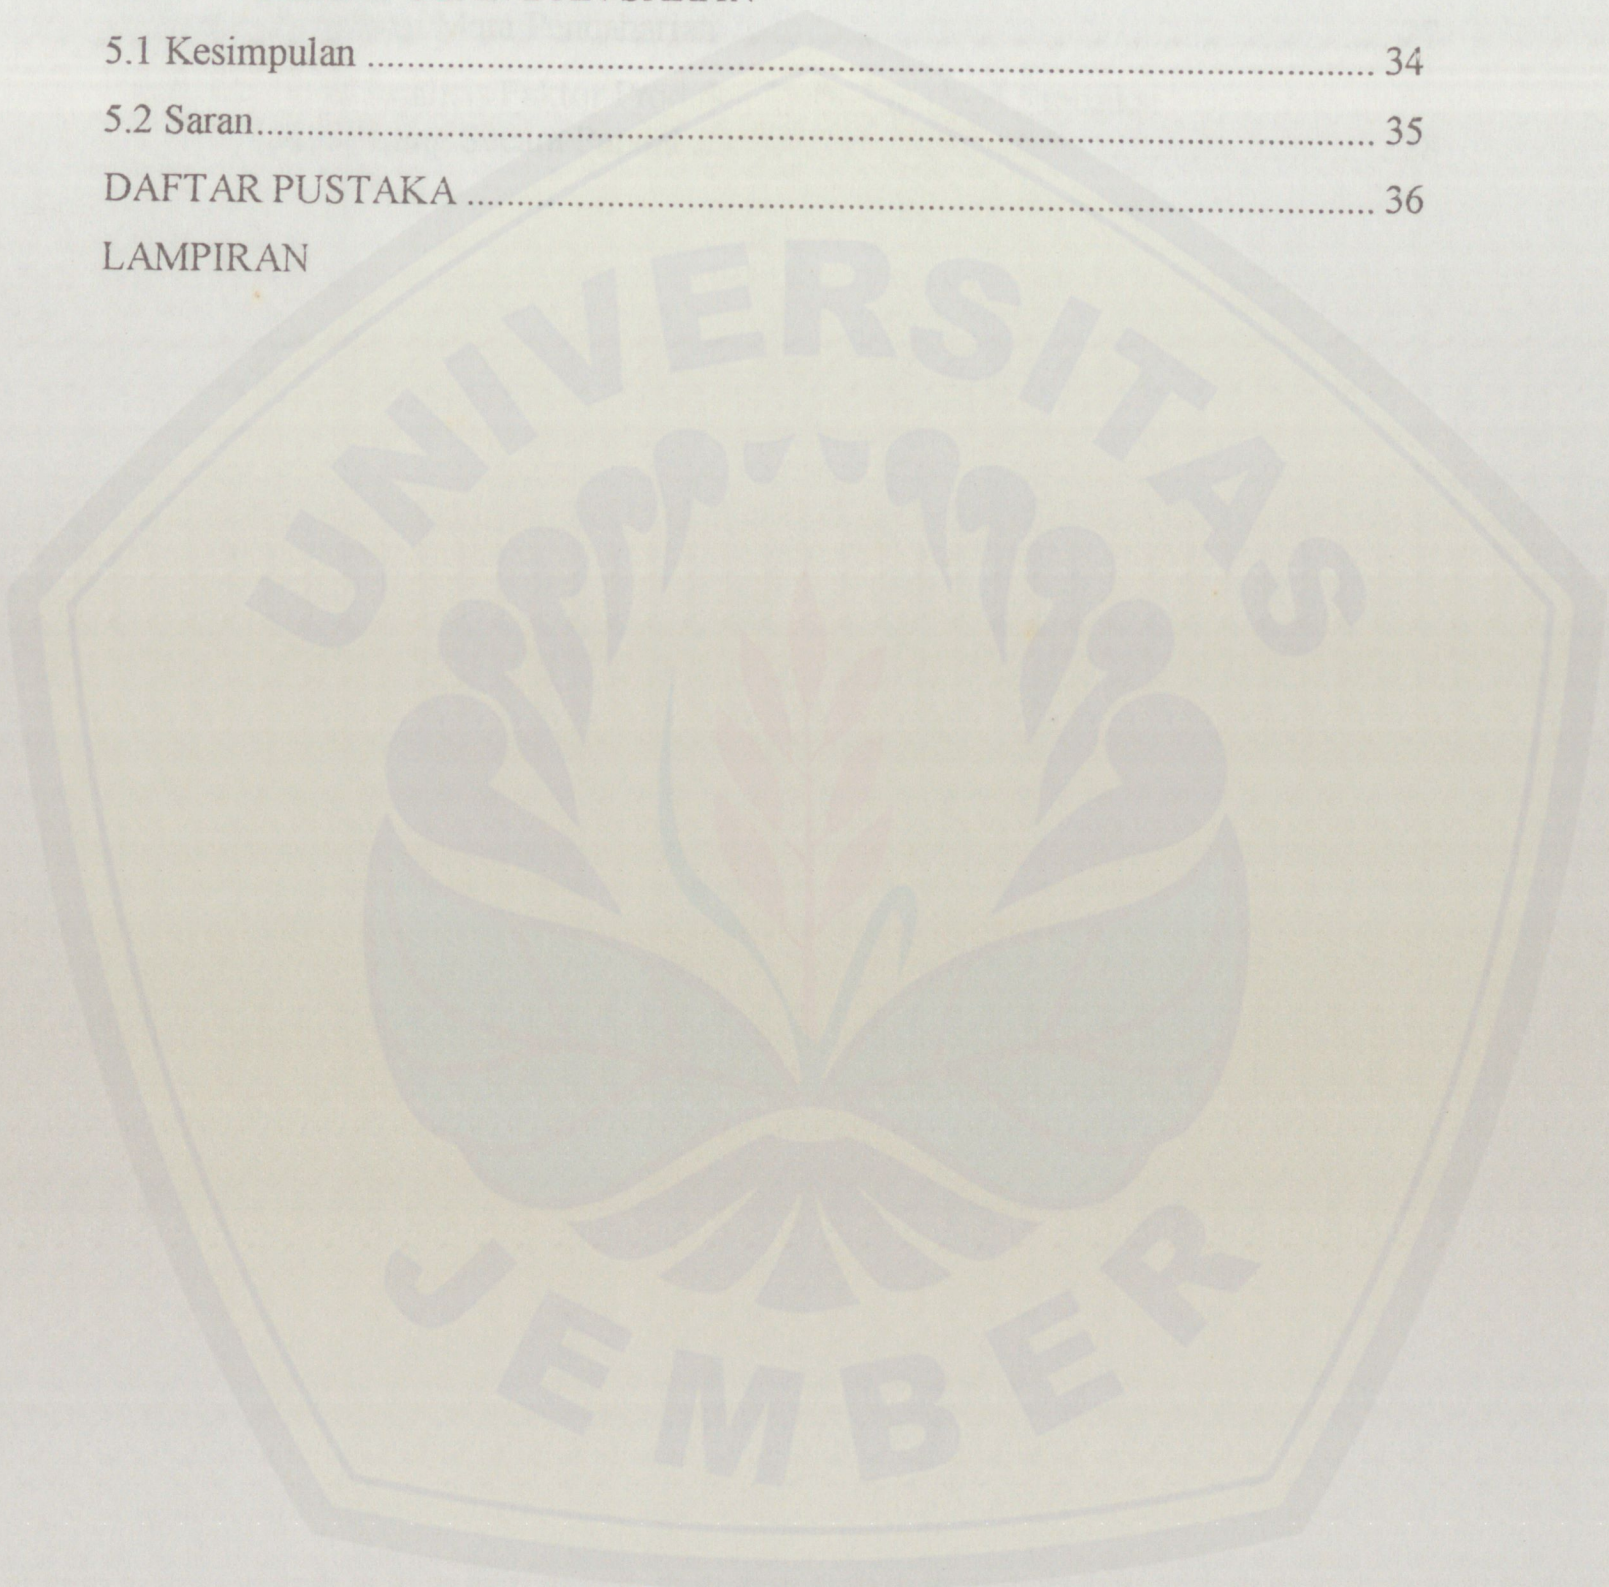 5.1 Kesimpulan ........................................................................................................ 34
5.2 Saran.................................................................................................................... 35
DAFTAR PUSTAKA ............................................................................................. 36
LAMPIRAN
UNIVERSITAS
JEMBER